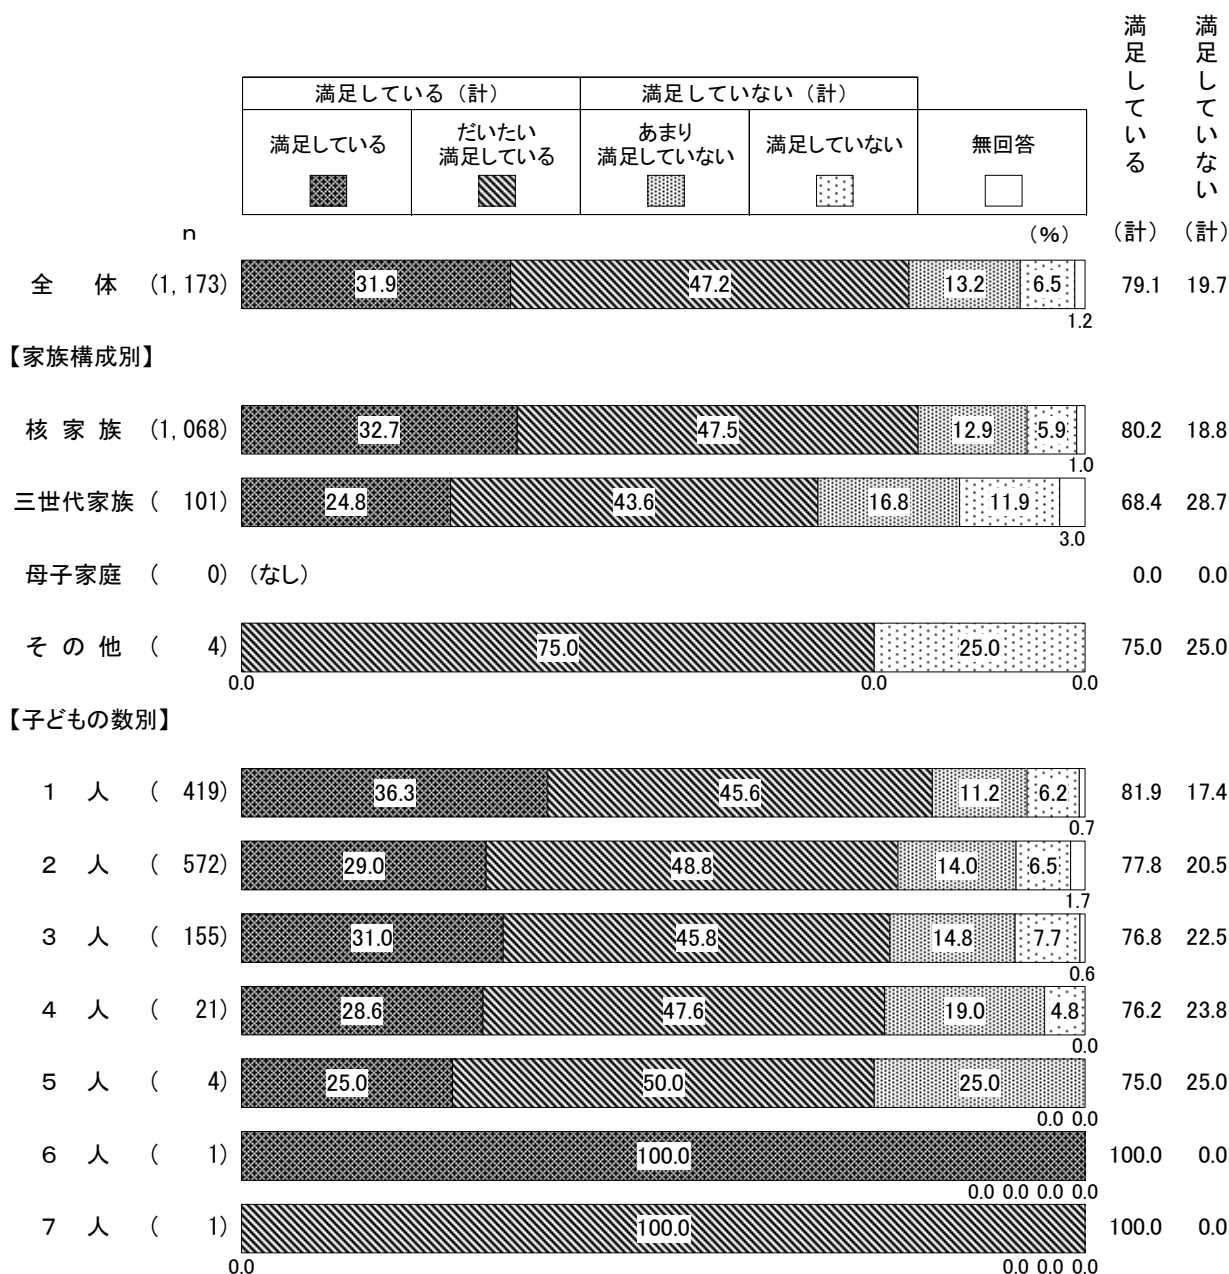 満足している
満足していない
満足している（計） 満足していない（計）
満足している だいたい満足している あまり満足していない 満足していない 無回答
n （％） （計） （計）
全体 （1,173） 31.9 47.2 13.2 6.5 79.1 19.7
1.2
【家族構成別】
核家族 （1,068） 32.7 47.5 12.9 5.9 80.2 18.8
1.0
三世代家族 （ 101） 24.8 43.6 16.8 11.9 68.4 28.7
3.0
母子家庭 （ 0） （なし） 0.0 0.0
その他 （ 4） 75.0 25.0 75.0 25.0
0.0 0.0 0.0
【子どもの数別】
１人 （ 419） 36.3 45.6 11.2 6.2 81.9 17.4
0.7
２人 （ 572） 29.0 48.8 14.0 6.5 77.8 20.5
1.7
３人 （ 155） 31.0 45.8 14.8 7.7 76.8 22.5
0.6
４人 （ 21） 28.6 47.6 19.0 4.8 76.2 23.8
0.0
５人 （ 4） 25.0 50.0 25.0 75.0 25.0
0.0 0.0
６人 （ 1） 100.0 100.0 0.0
0.0 0.0 0.0 0.0
７人 （ 1） 100.0 100.0 0.0
0.0 0.0 0.0 0.0